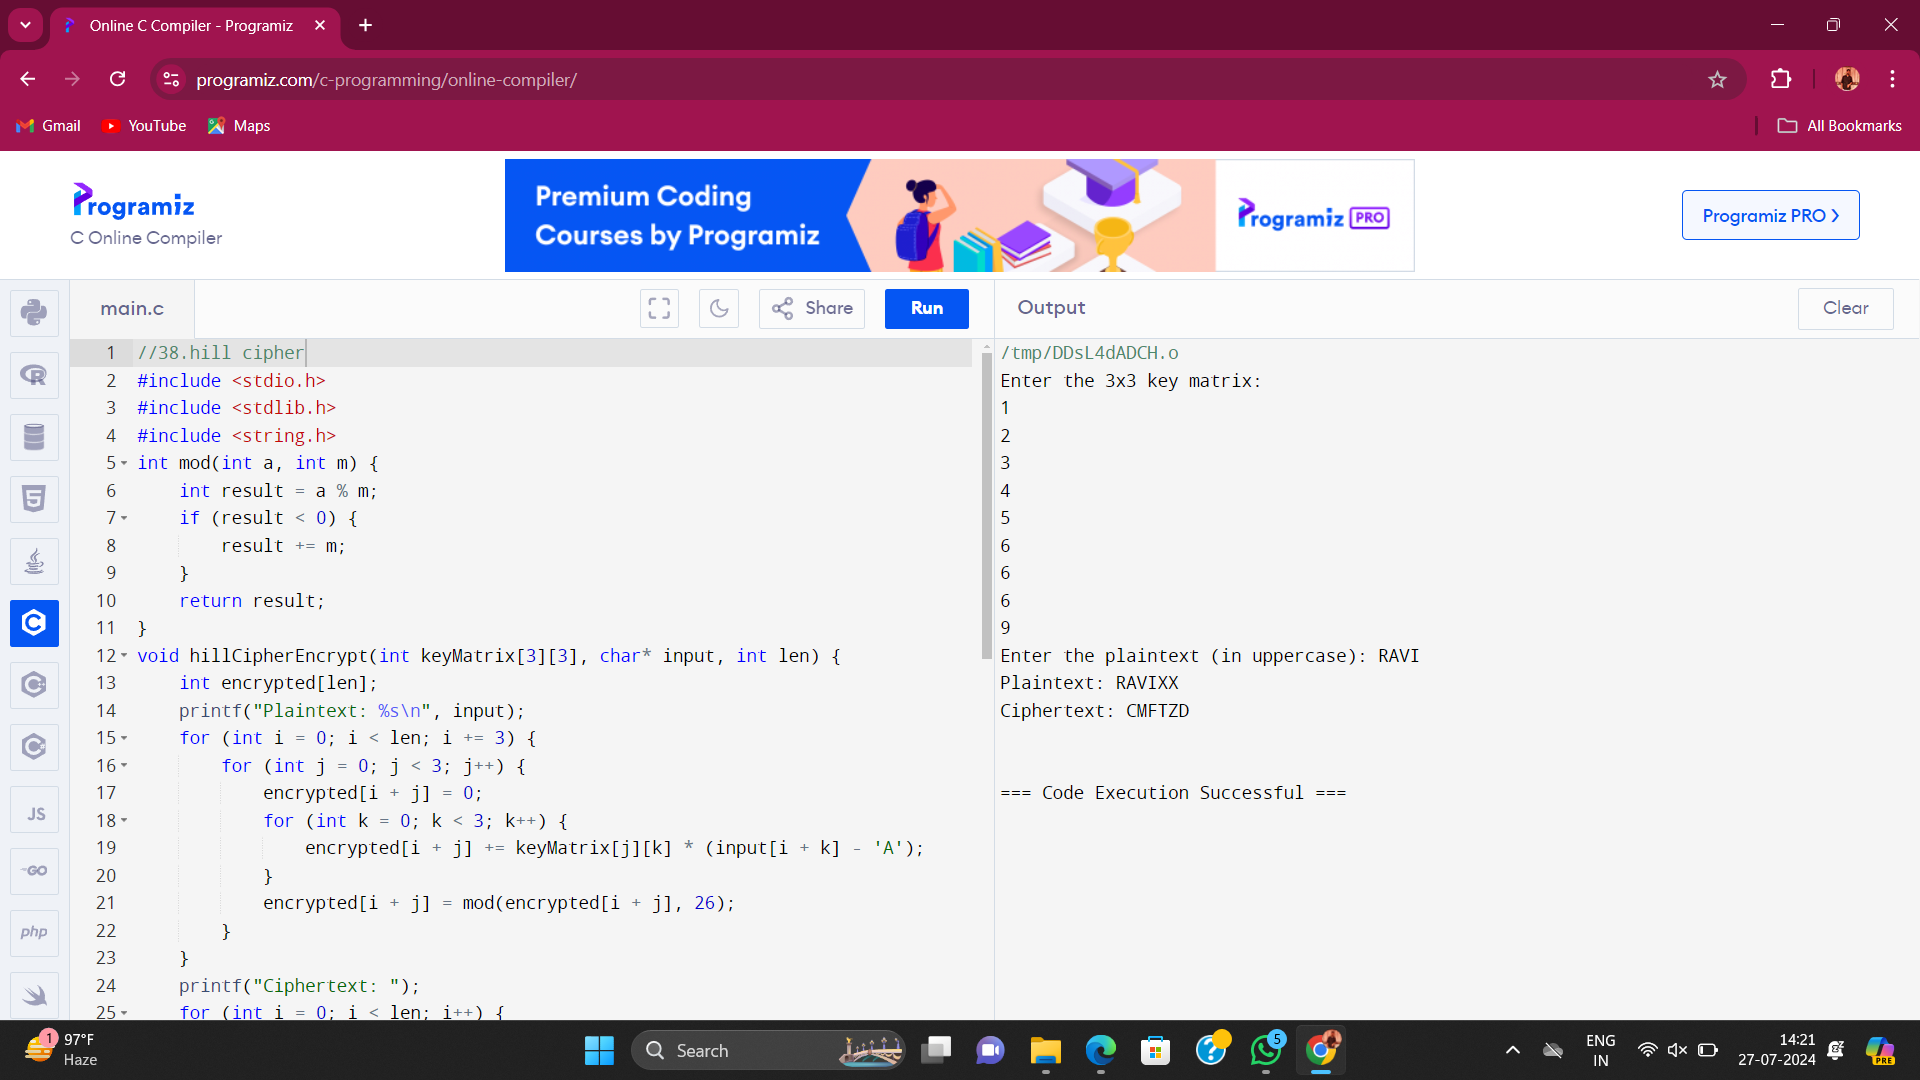 Online C Compiler - Programiz
programiz.com/c-programming/online-compiler/
Gmail YouTube Maps All Bookmarks
Programiz
C Online Compiler
Premium Coding
Courses by Programiz
Programiz PRO
Programiz PRO ❯
main.c Share Run Output Clear
1 //38.hill cipher
2 #include <stdio.h>
3 #include <stdlib.h>
4 #include <string.h>
5 int mod(int a, int m) {
6 int result = a % m;
7 if (result < 0) {
8 result += m;
9 }
10 return result;
11 }
12 void hillCipherEncrypt(int keyMatrix[3][3], char* input, int len) {
13 int encrypted[len];
14 printf("Plaintext: %s\n", input);
15 for (int i = 0; i < len; i += 3) {
16 for (int j = 0; j < 3; j++) {
17 encrypted[i + j] = 0;
18 for (int k = 0; k < 3; k++) {
19 encrypted[i + j] += keyMatrix[j][k] * (input[i + k] - 'A');
20 }
21 encrypted[i + j] = mod(encrypted[i + j], 26);
22 }
23 }
24 printf("Ciphertext: ");
25 for (int i = 0; i < len; i++) {
/tmp/DDsL4dADCH.o
Enter the 3x3 key matrix:
1
2
3
4
5
6
6
6
9
Enter the plaintext (in uppercase): RAVI
Plaintext: RAVIXX
Ciphertext: CMFTZD
=== Code Execution Successful ===
JS
GO
php
1 97°F
Haze
Search
5
ENG
IN
14:21
27-07-2024
PRE